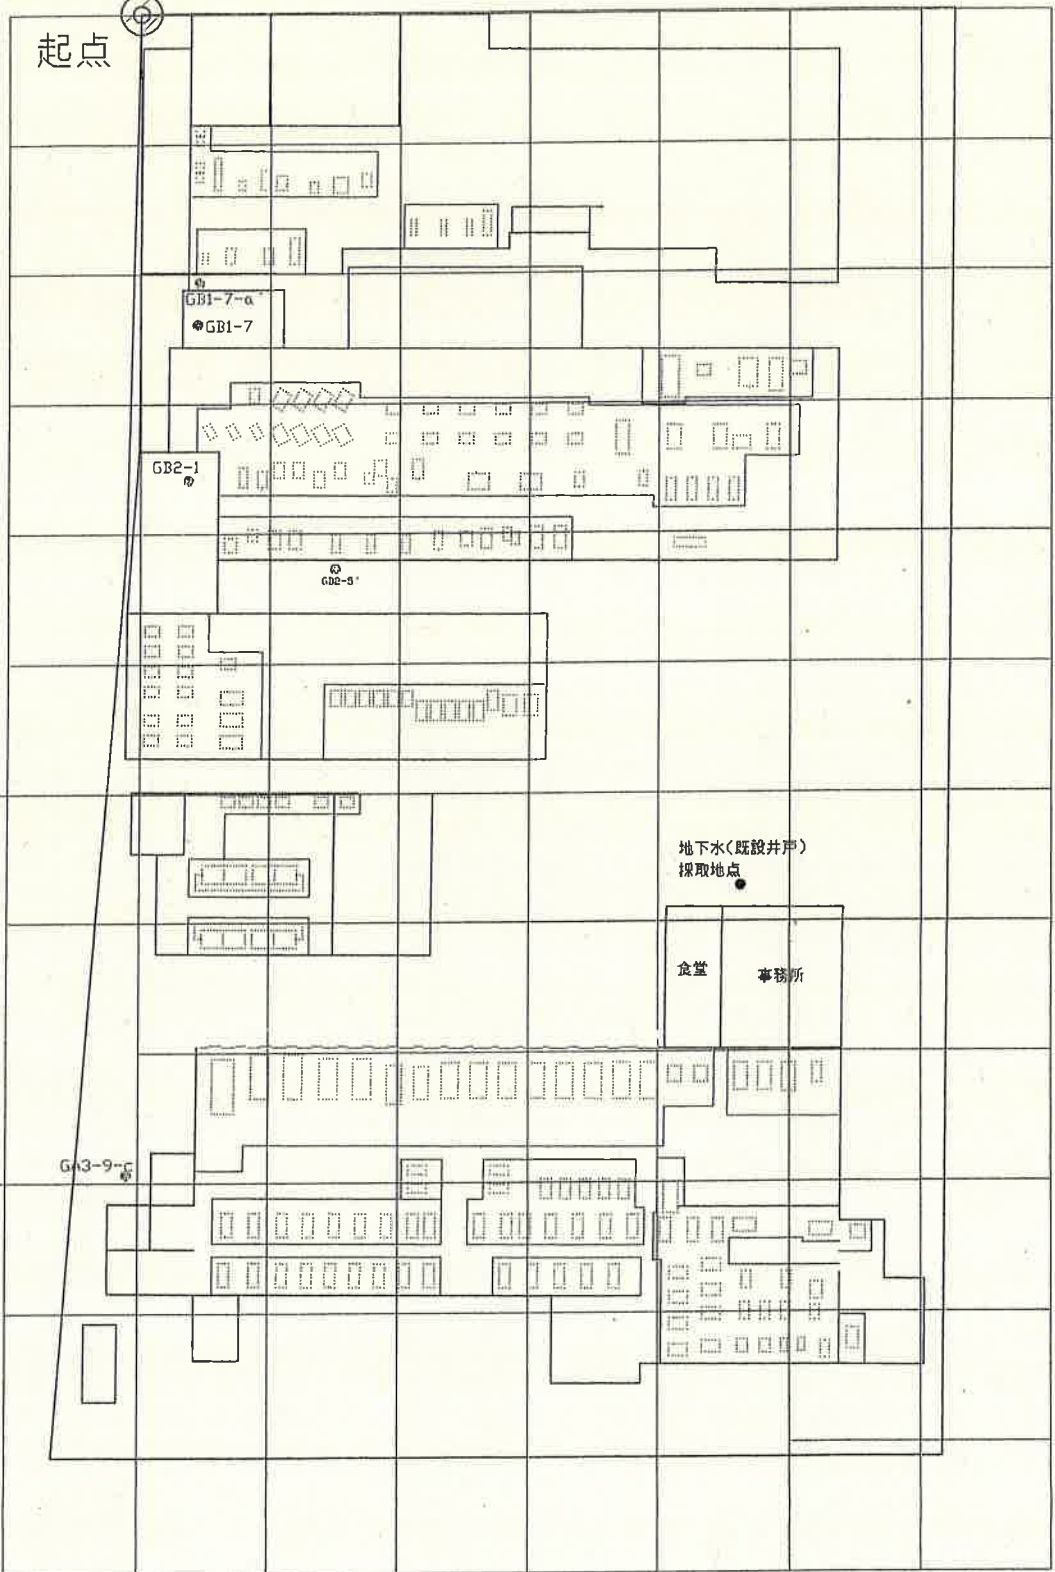 起点
GB1-7-a'
GB1-7
GB2-1
GB2-5'
地下水(既設井戸)
採取地点
食堂
事務所
GA3-9-c